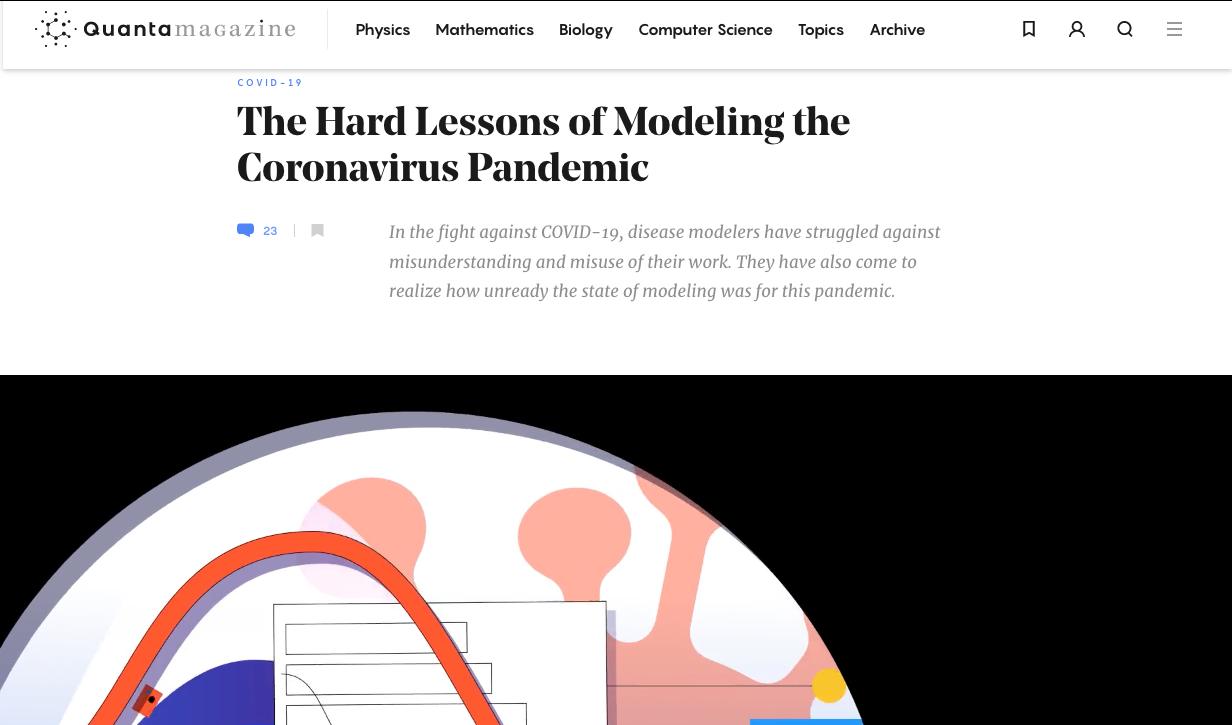 Quanta magazine
Physics Mathematics Biology Computer Science Topics Archive
COVID-19
The Hard Lessons of Modeling the
Coronavirus Pandemic
23
In the fight against COVID-19, disease modelers have struggled against
misunderstanding and misuse of their work. They have also come to
realize how unready the state of modeling was for this pandemic.